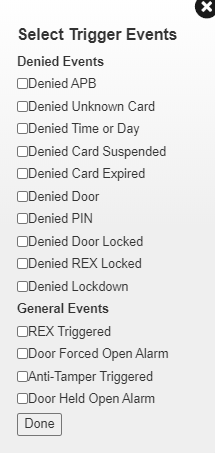 Select Trigger Events
Denied Events
Denied APB
Denied Unknown Card
Denied Time or Day
Denied Card Suspended
Denied Card Expired
Denied Door
Denied PIN
Denied Door Locked
Denied REX Locked
Denied Lockdown
General Events
REX Triggered
Door Forced Open Alarm
Anti-Tamper Triggered
Door Held Open Alarm
Done